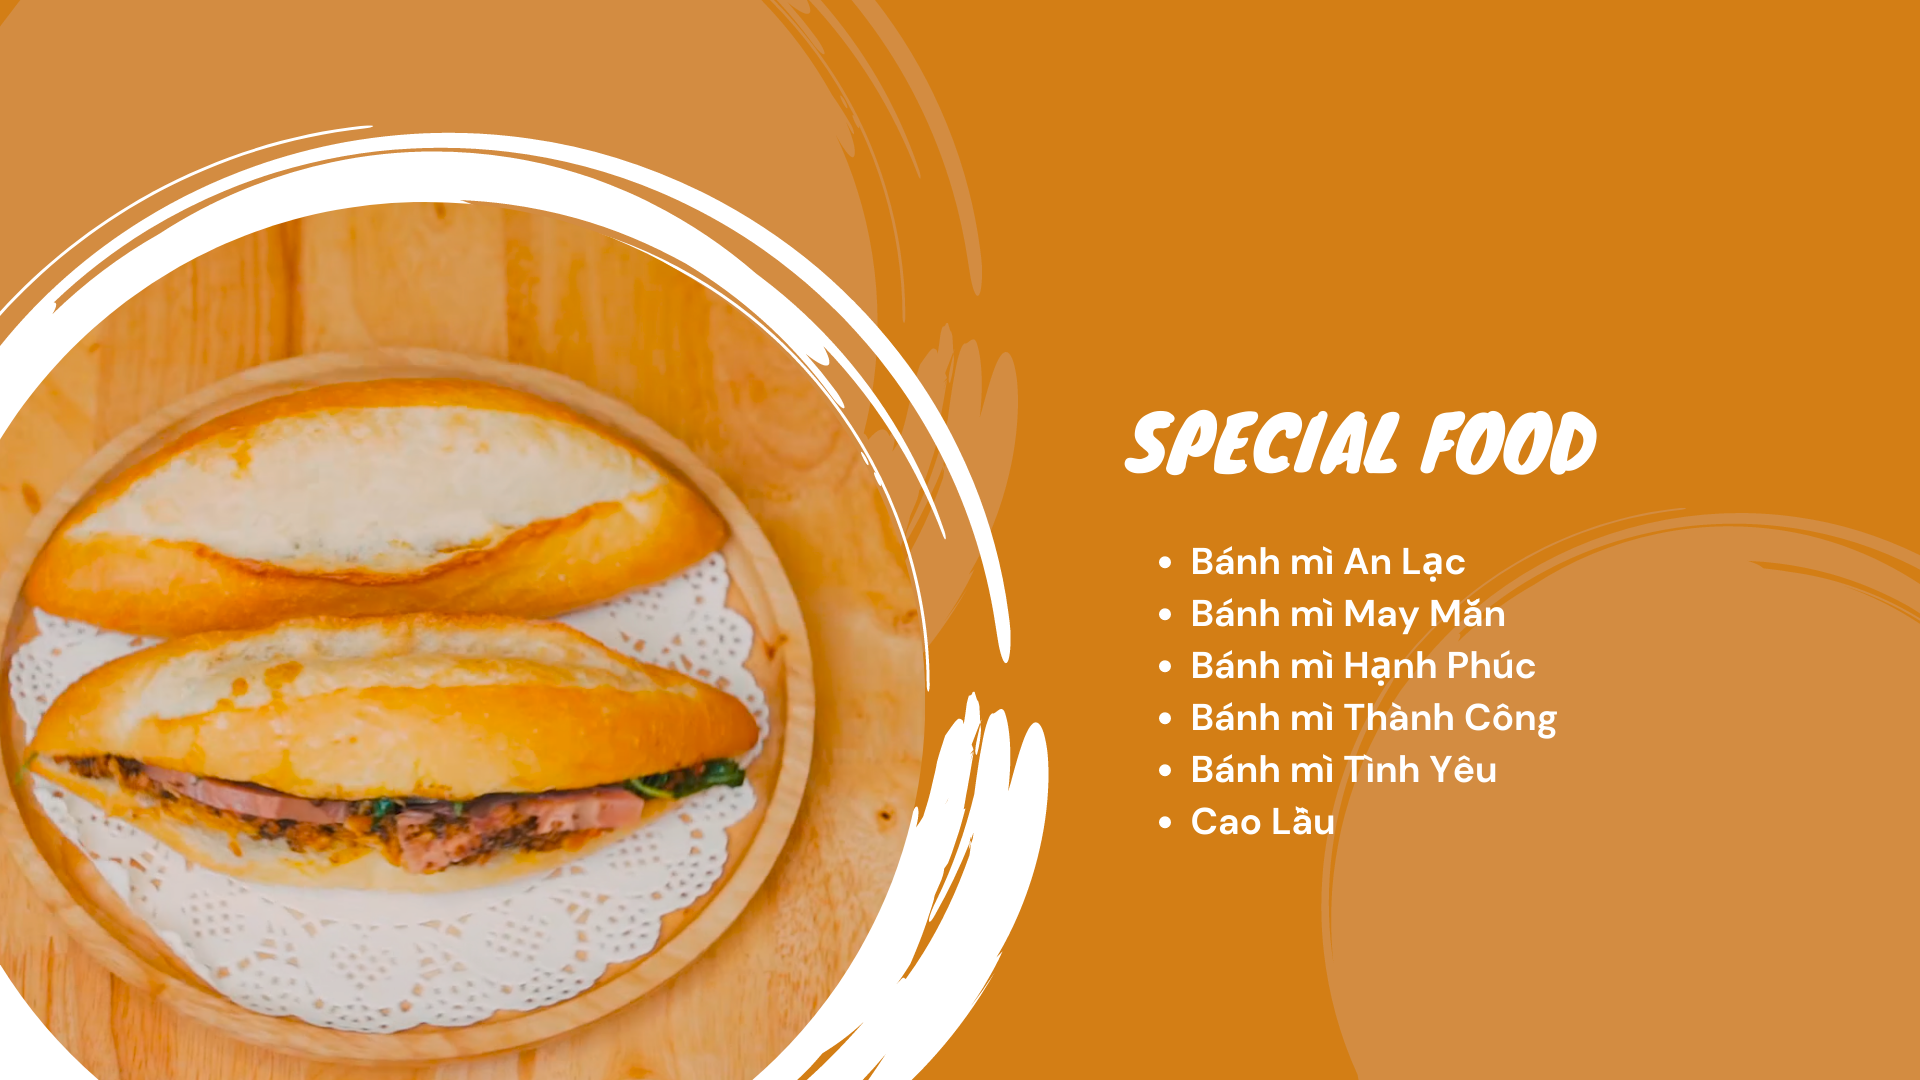 SPECIAL FOOD
• Bánh mì An Lạc
• Bánh mì May Mắn
• Bánh mì Hạnh Phúc
• Bánh mì Thành Công
• Bánh mì Tình Yêu
• Cao Lầu